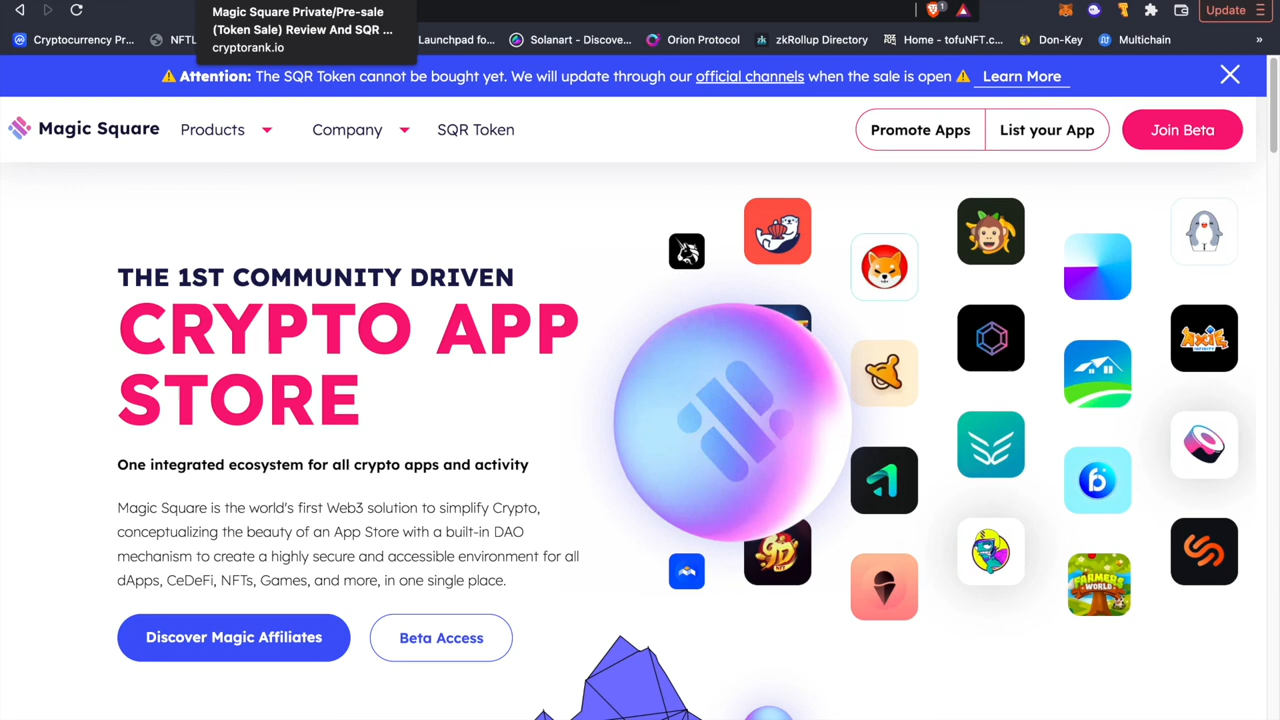 Magic Square Private/Pre-sale
(Token Sale) Review And SQR ...
cryptorank.io
1
Update
Cryptocurrency Pr...
NFTL
Launchpad fo...
Solanart - Discove...
Orion Protocol
zk
zkRollup Directory
Home - tofuNFT.c...
Don-Key
Multichain
»
Attention: The SQR Token cannot be bought yet. We will update through our official channels when the sale is open
Learn More
Magic Square
Products
Company
SQR Token
Promote Apps
List your App
Join Beta
THE 1ST COMMUNITY DRIVEN
CRYPTO APP
STORE
One integrated ecosystem for all crypto apps and activity
Magic Square is the world's first Web3 solution to simplify Crypto,
conceptualizing the beauty of an App Store with a built-in DAO
mechanism to create a highly secure and accessible environment for all
dApps, CeDeFi, NFTs, Games, and more, in one single place.
Discover Magic Affiliates
Beta Access
AXIE
INFINITY
FARMERS
WORLD